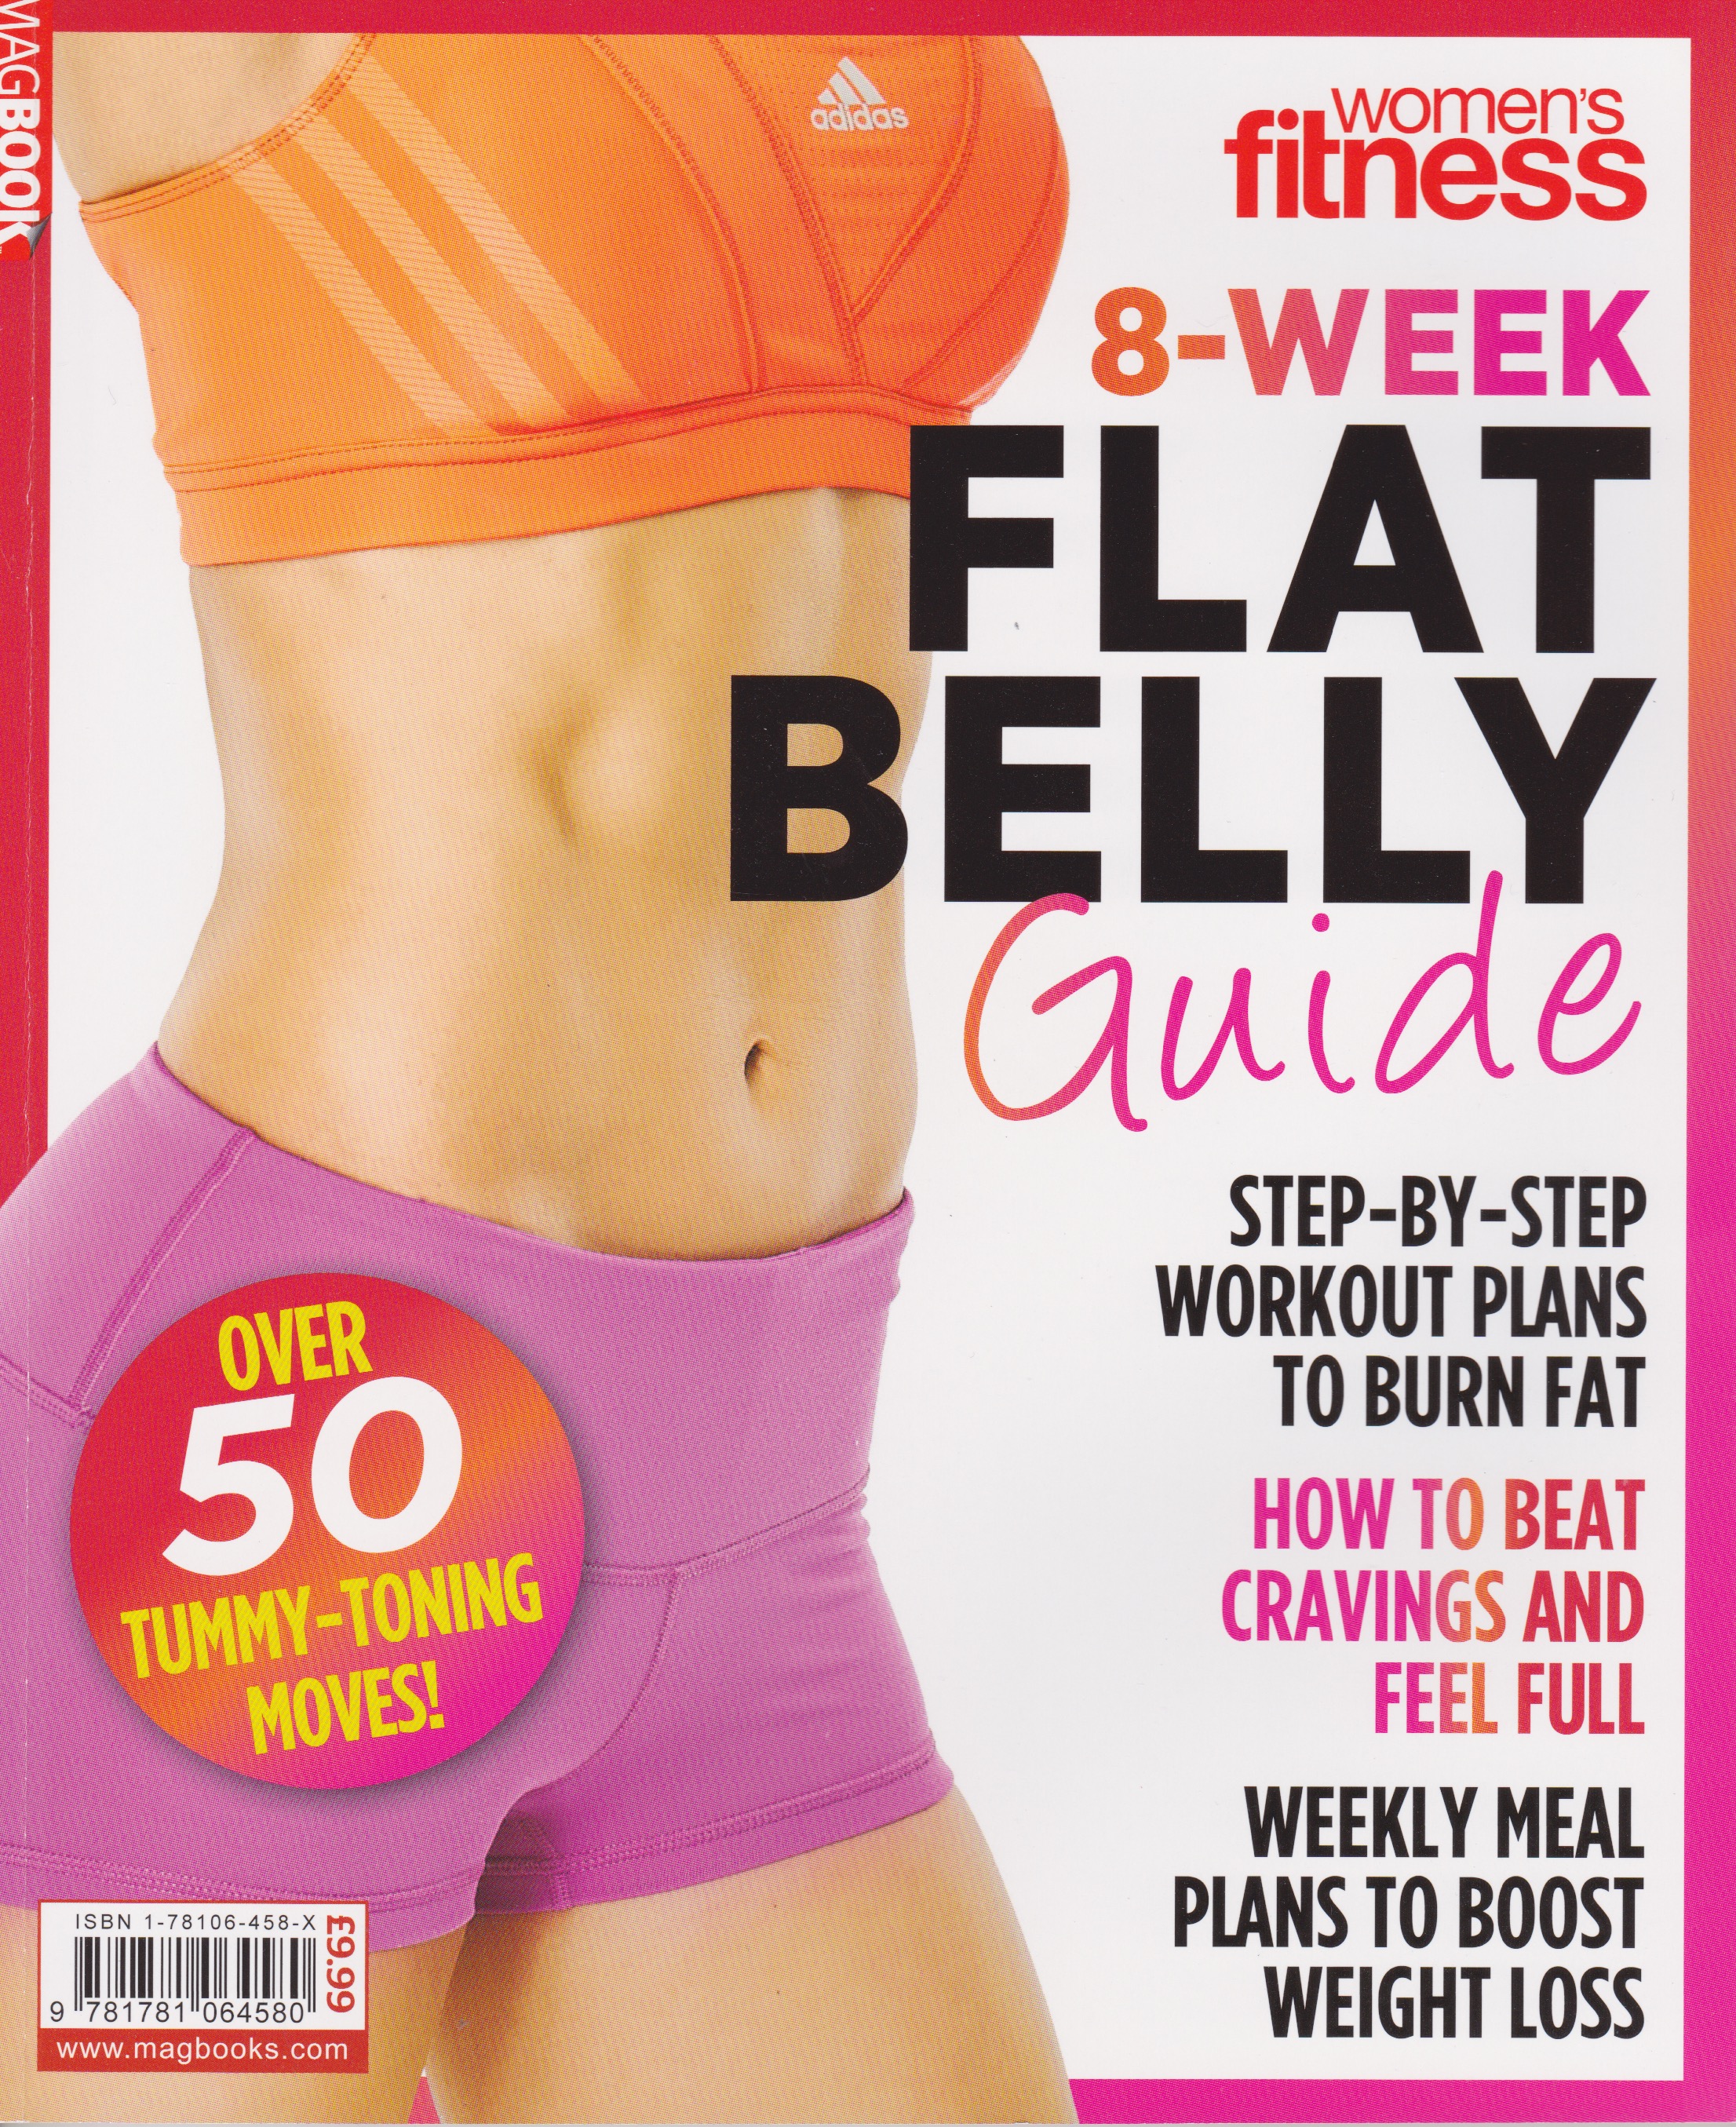 MAGBOOK
adidas
women's
fitness
8-WEEK
FLAT
BELLY
Guide
STEP-BY-STEP
WORKOUT PLANS
TO BURN FAT
HOW TO BEAT
CRAVINGS AND
FEEL FULL
WEEKLY MEAL
PLANS TO BOOST
WEIGHT LOSS
OVER
50
TUMMY-TONING
MOVES!
ISBN 1-78106-458-X
£9.99
9 781781 064580
www.magbooks.com